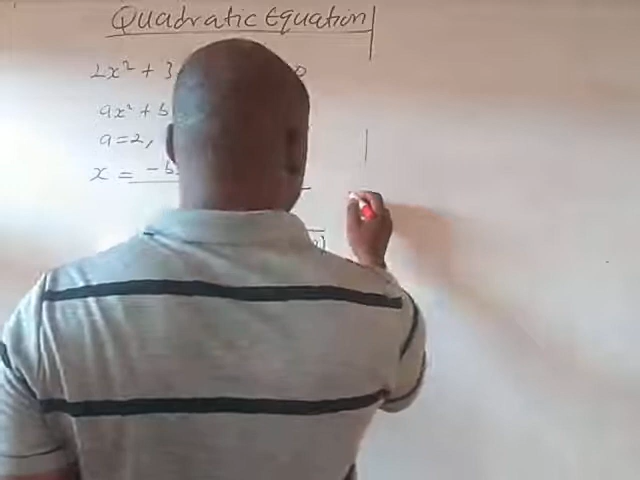 Quadratic Equation
2x² + 3
ax² + b
a=2,
x = -b